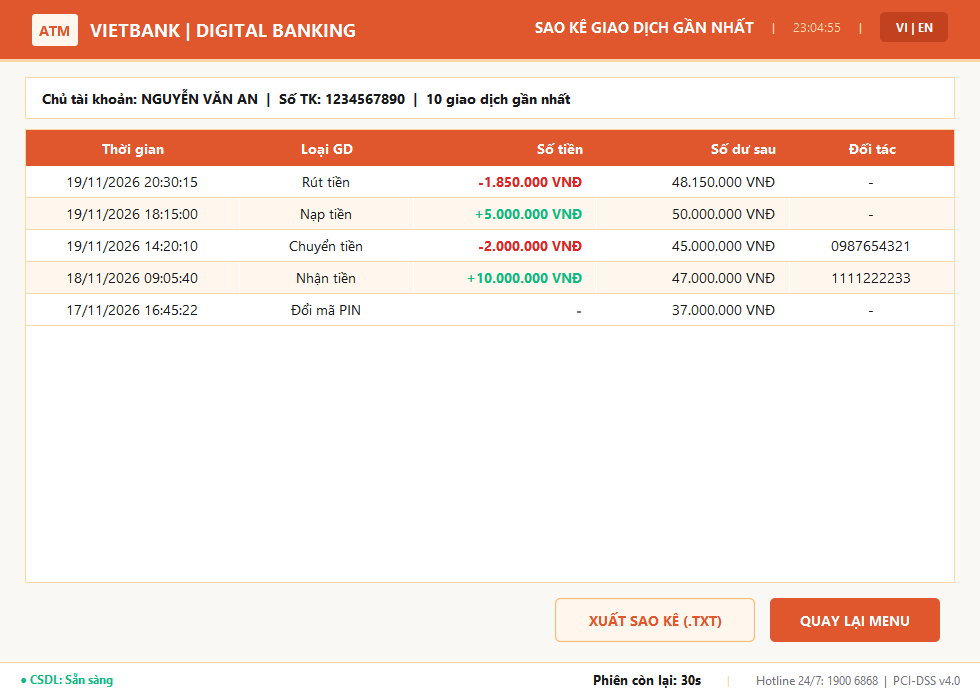 ATM VIETBANK | DIGITAL BANKING SAO KÊ GIAO DỊCH GẦN NHẤT | 23:04:55 | VI | EN
Chủ tài khoản: NGUYỄN VĂN AN | Số TK: 1234567890 | 10 giao dịch gần nhất
Thời gian Loại GD Số tiền Số dư sau Đối tác
19/11/2026 20:30:15 Rút tiền -1.850.000 VNĐ 48.150.000 VNĐ -
19/11/2026 18:15:00 Nạp tiền +5.000.000 VNĐ 50.000.000 VNĐ -
19/11/2026 14:20:10 Chuyển tiền -2.000.000 VNĐ 45.000.000 VNĐ 0987654321
18/11/2026 09:05:40 Nhận tiền +10.000.000 VNĐ 47.000.000 VNĐ 1111222233
17/11/2026 16:45:22 Đổi mã PIN - 37.000.000 VNĐ -
XUẤT SAO KÊ (.TXT) QUAY LẠI MENU
• CSDL: Sẵn sàng Phiên còn lại: 30s | Hotline 24/7: 1900 6868 | PCI-DSS v4.0